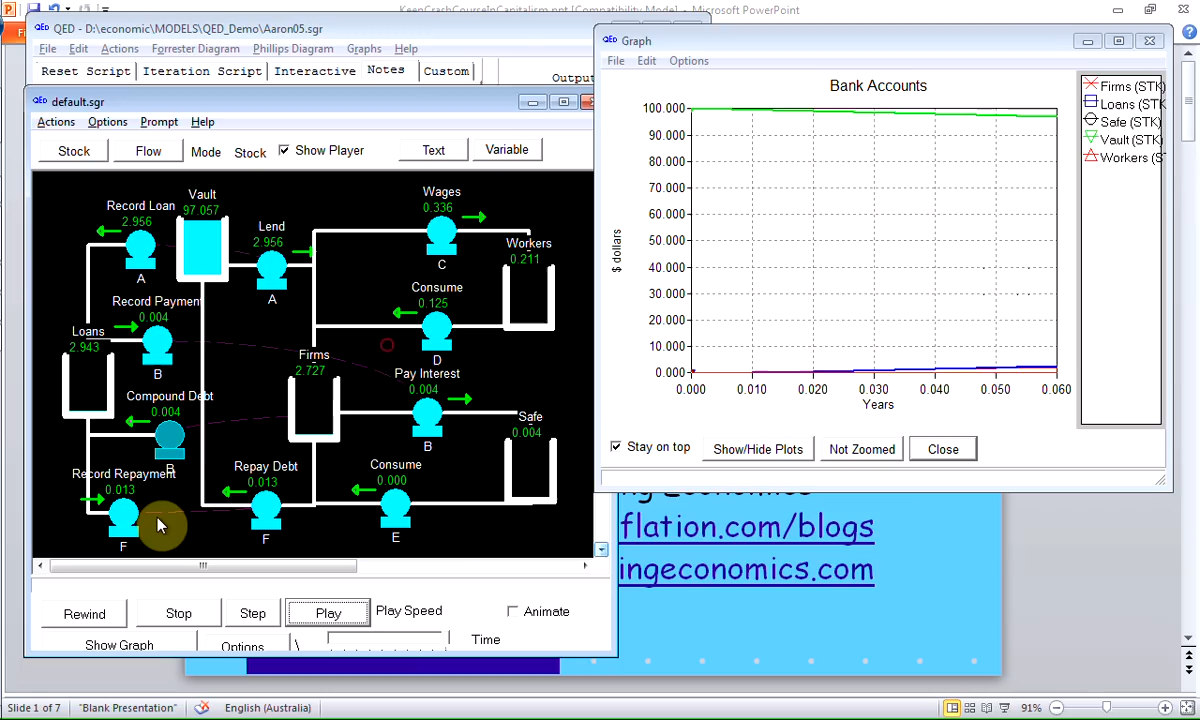 KeenCrashCourseInCapitalism.ppt [Compatibility Mode] - Microsoft PowerPoint
QED - D:\economic\MODELS\QED_Demo\Aaron05.sgr
File Edit Actions Forrester Diagram Phillips Diagram Graphs Help
Reset Script Iteration Script Interactive Notes Custom
Output
default.sgr
Actions Options Prompt Help
Stock Flow Mode Stock Show Player Text Variable
Vault
97.057
Record Loan
2.956
A
Lend
2.956
A
Wages
0.336
C
Workers
0.211
Record Payment
0.004
B
Consume
0.125
D
Loans
2.943
Firms
2.727
Pay Interest
0.004
B
Compound Debt
0.004
B
Safe
0.004
Record Repayment
0.013
F
Repay Debt
0.013
F
Consume
0.000
E
Rewind Stop Step Play Play Speed Animate
Show Graph Options Time
Graph
File Edit Options
Bank Accounts
100.000
90.000
80.000
70.000
60.000
50.000
40.000
30.000
20.000
10.000
0.000
$ dollars
0.000 0.010 0.020 0.030 0.040 0.050 0.060
Years
Firms (STK)
Loans (STK
Safe (STK)
Vault (STK)
Workers (S
Stay on top Show/Hide Plots Not Zoomed Close
ng Economics
flation.com/blogs
ingeconomics.com
Slide 1 of 7 "Blank Presentation" English (Australia) 91%